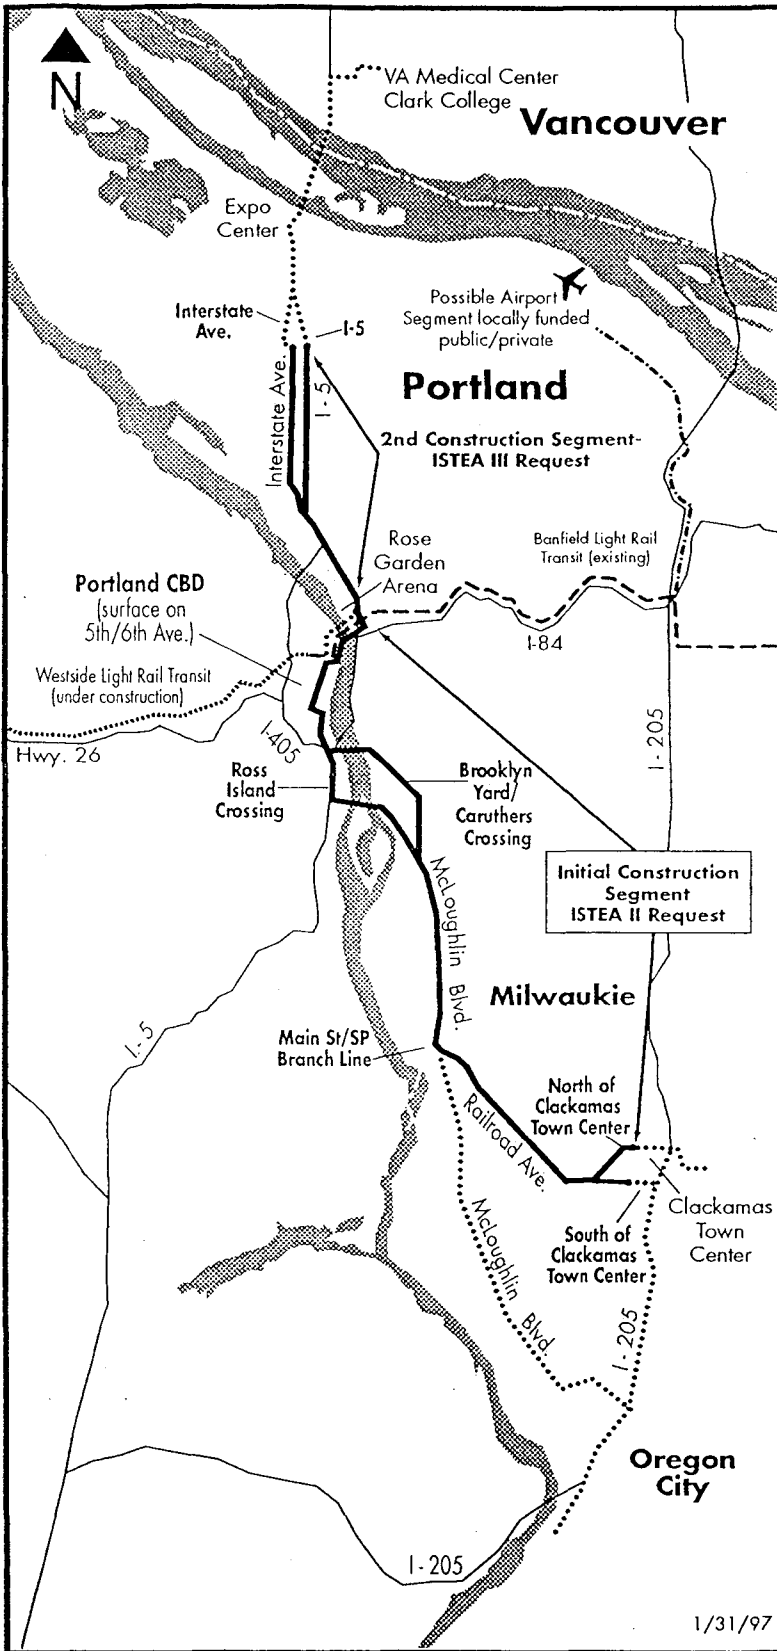 N
VA Medical Center
Clark College
Vancouver
Expo
Center
Interstate
Ave.
I-5
Possible Airport
Segment locally funded
public/private
Portland
Interstate Ave.
I-5
2nd Construction Segment-
ISTEA III Request
Rose
Garden
Arena
Banfield Light Rail
Transit (existing)
Portland CBD
(surface on
5th/6th Ave.)
I-84
Westside Light Rail Transit
(under construction)
Hwy. 26
I-405
I-205
Ross
Island
Crossing
Brooklyn
Yard/
Caruthers
Crossing
Initial Construction
Segment
ISTEA II Request
McLoughlin Blvd.
Milwaukie
I-5
Main St/SP
Branch Line
North of
Clackamas
Town Center
Railroad Ave.
Clackamas
Town
Center
South of
Clackamas
Town Center
McLoughlin Blvd.
I-205
Oregon
City
I-205
1/31/97